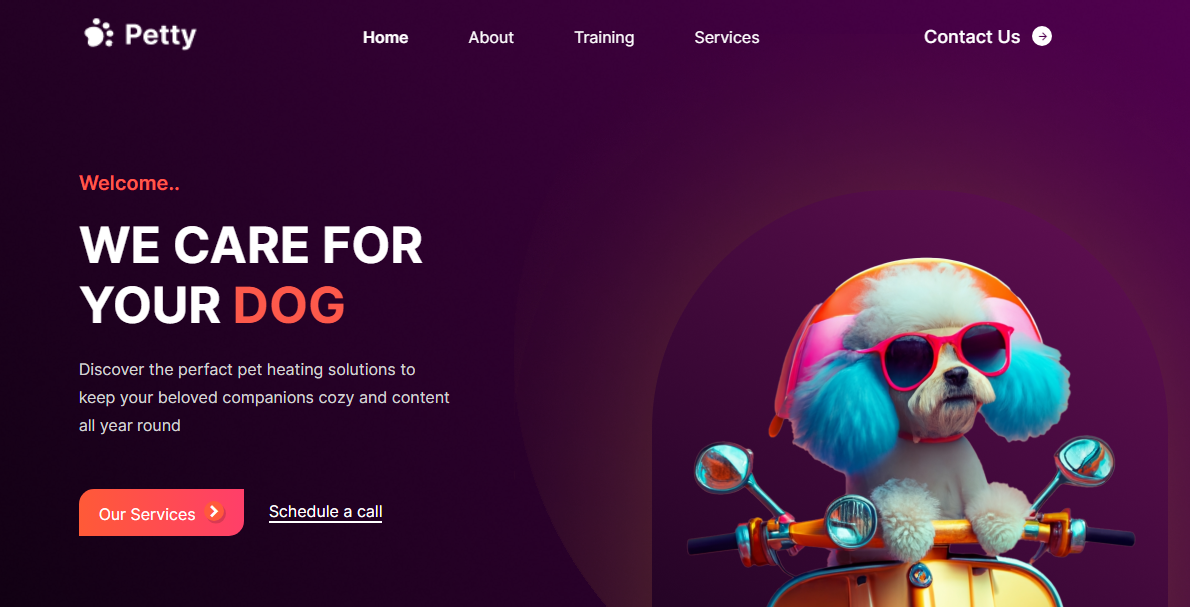 Petty
Home About Training Services
Contact Us
Welcome..
WE CARE FOR
YOUR DOG
Discover the perfect pet heating solutions to
keep your beloved companions cozy and content
all year round
Our Services
Schedule a call